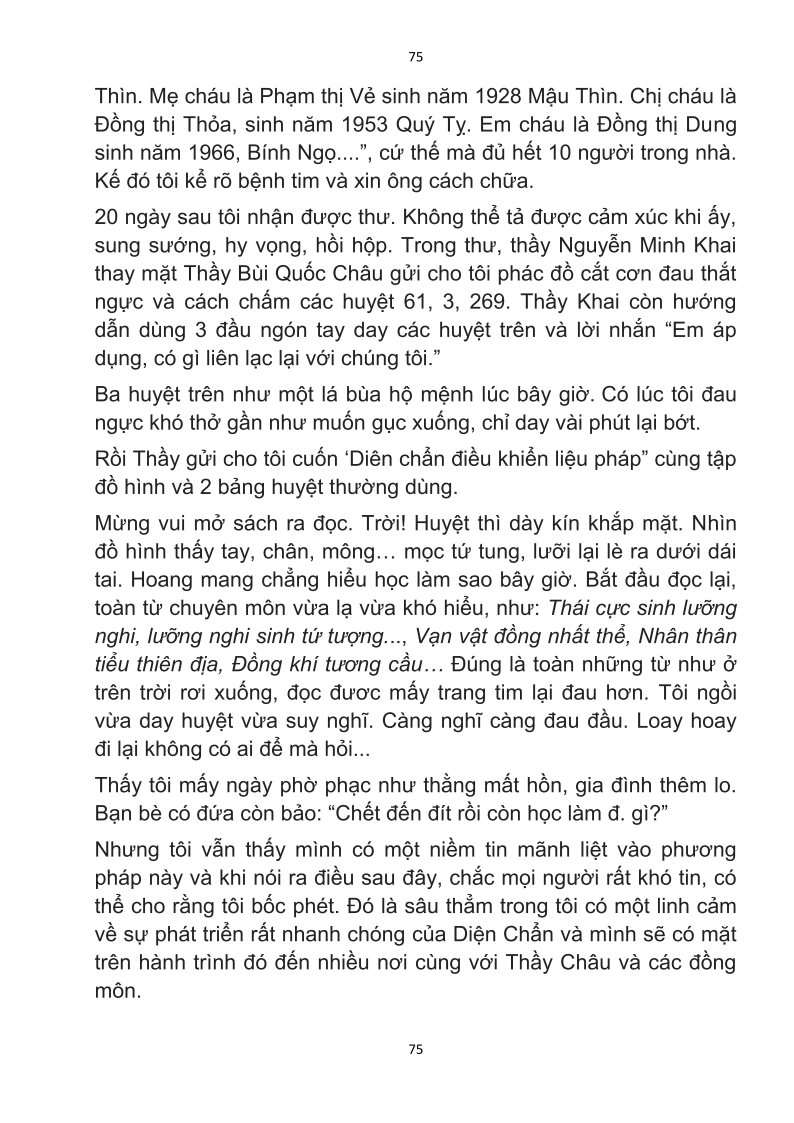 75
Thìn. Mẹ cháu là Phạm thị Vẻ sinh năm 1928 Mậu Thìn. Chị cháu là
Đồng thị Thỏa, sinh năm 1953 Quý Tỵ. Em cháu là Đồng thị Dung
sinh năm 1966, Bính Ngọ....”, cứ thế mà đủ hết 10 người trong nhà.
Kế đó tôi kể rõ bệnh tim và xin ông cách chữa.
20 ngày sau tôi nhận được thư. Không thể tả được cảm xúc khi ấy,
sung sướng, hy vọng, hồi hộp. Trong thư, thầy Nguyễn Minh Khai
thay mặt Thầy Bùi Quốc Châu gửi cho tôi phác đồ cắt cơn đau thắt
ngực và cách chấm các huyệt 61, 3, 269. Thầy Khai còn hướng
dẫn dùng 3 đầu ngón tay day các huyệt trên và lời nhắn “Em áp
dụng, có gì liên lạc lại với chúng tôi.”
Ba huyệt trên như một lá bùa hộ mệnh lúc bây giờ. Có lúc tôi đau
ngực khó thở gần như muốn gục xuống, chỉ day vài phút lại bớt.
Rồi Thầy gửi cho tôi cuốn ‘Diên chẩn điều khiển liệu pháp” cùng tập
đồ hình và 2 bảng huyệt thường dùng.
Mừng vui mở sách ra đọc. Trời! Huyệt thì dày kín khắp mặt. Nhìn
đồ hình thấy tay, chân, mông… mọc tứ tung, lưỡi lại lè ra dưới dái
tai. Hoang mang chẳng hiểu học làm sao bây giờ. Bắt đầu đọc lại,
toàn từ chuyên môn vừa lạ vừa khó hiểu, như: Thái cực sinh lưỡng
nghi, lưỡng nghi sinh tứ tượng..., Vạn vật đồng nhất thể, Nhân thân
tiểu thiên địa, Đồng khí tương cầu… Đúng là toàn những từ như ở
trên trời rơi xuống, đọc đươc mấy trang tim lại đau hơn. Tôi ngồi
vừa day huyệt vừa suy nghĩ. Càng nghĩ càng đau đầu. Loay hoay
đi lại không có ai để mà hỏi...
Thấy tôi mấy ngày phờ phạc như thằng mất hồn, gia đình thêm lo.
Bạn bè có đứa còn bảo: “Chết đến đít rồi còn học làm đ. gì?”
Nhưng tôi vẫn thấy mình có một niềm tin mãnh liệt vào phương
pháp này và khi nói ra điều sau đây, chắc mọi người rất khó tin, có
thể cho rằng tôi bốc phét. Đó là sâu thẳm trong tôi có một linh cảm
về sự phát triển rất nhanh chóng của Diện Chẩn và mình sẽ có mặt
trên hành trình đó đến nhiều nơi cùng với Thầy Châu và các đồng
môn.
75